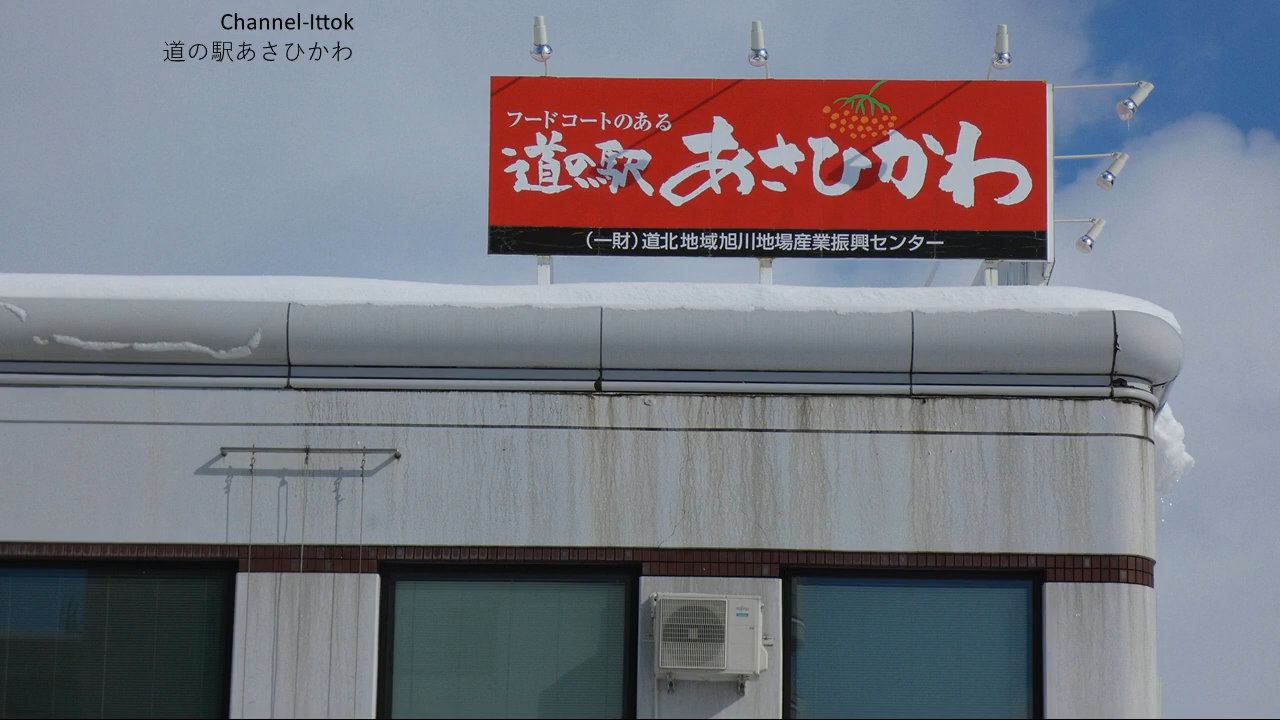 Channel-Ittok
道の駅あさひかわ
フードコートのある
道の駅 あさひかわ
(一財)道北地域旭川地場産業振興センター
FUJITSU